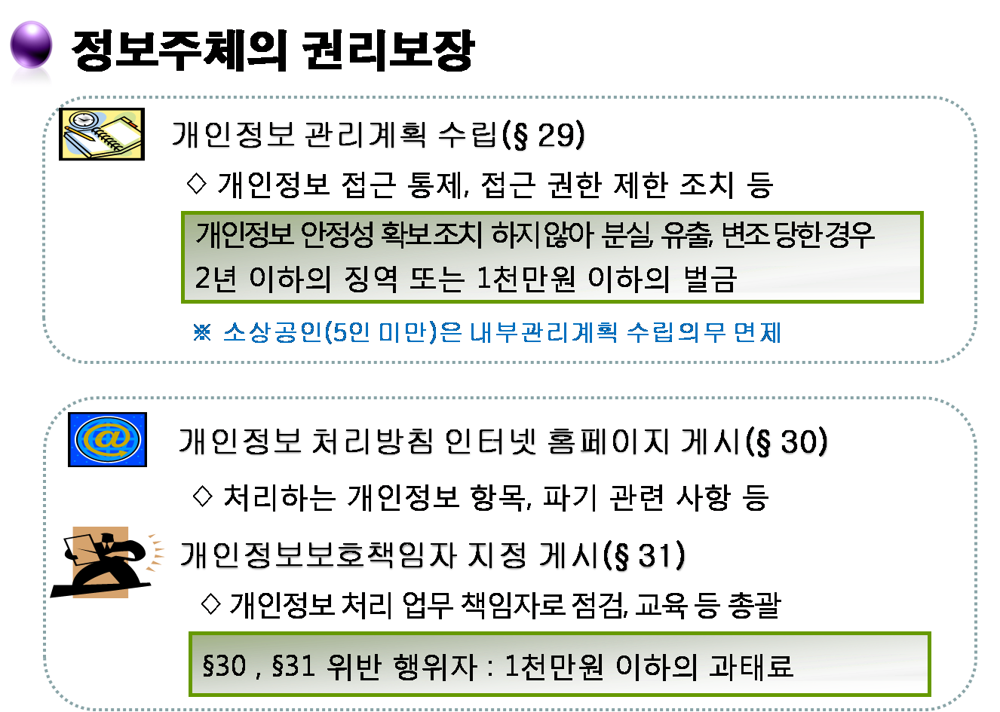 정보주체의 권리보장
개인정보 관리계획 수립(§ 29)
◇ 개인정보 접근 통제, 접근 권한 제한 조치 등
개인정보 안정성 확보조치 하지않아 분실, 유출, 변조당한경우
2년 이하의 징역 또는 1천만원 이하의 벌금
※ 소상공인(5인 미만)은 내부관리계획 수립의무 면제
개인정보 처리방침 인터넷 홈페이지 게시(§ 30)
◇ 처리하는 개인정보 항목, 파기 관련 사항 등
개인정보보호책임자 지정 게시(§ 31)
◇ 개인정보 처리 업무 책임자로 점검, 교육 등 총괄
§30 , §31 위반 행위자 : 1천만원 이하의 과태료